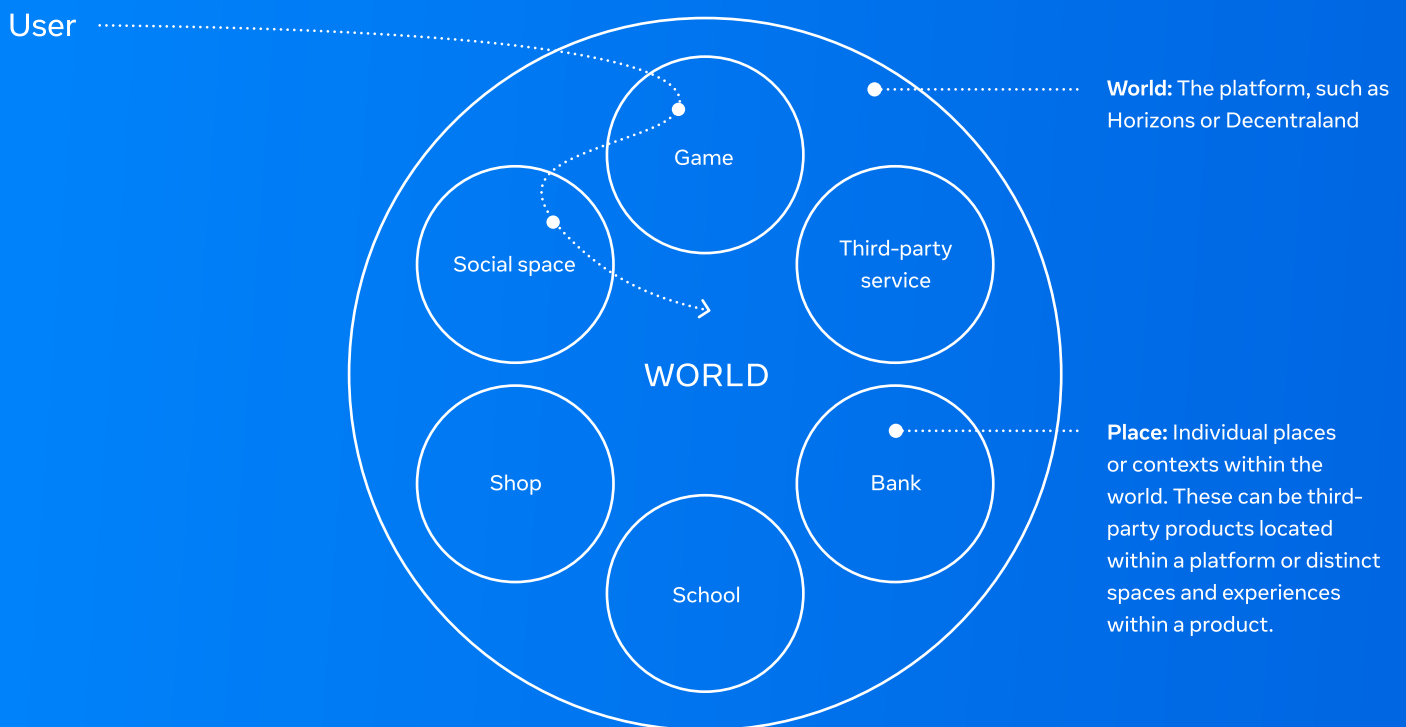 User
World: The platform, such as
Horizons or Decentraland
Game
Third-party
service
Social space
WORLD
Place: Individual places
or contexts within the
world. These can be third-
party products located
within a platform or distinct
spaces and experiences
within a product.
Shop
Bank
School